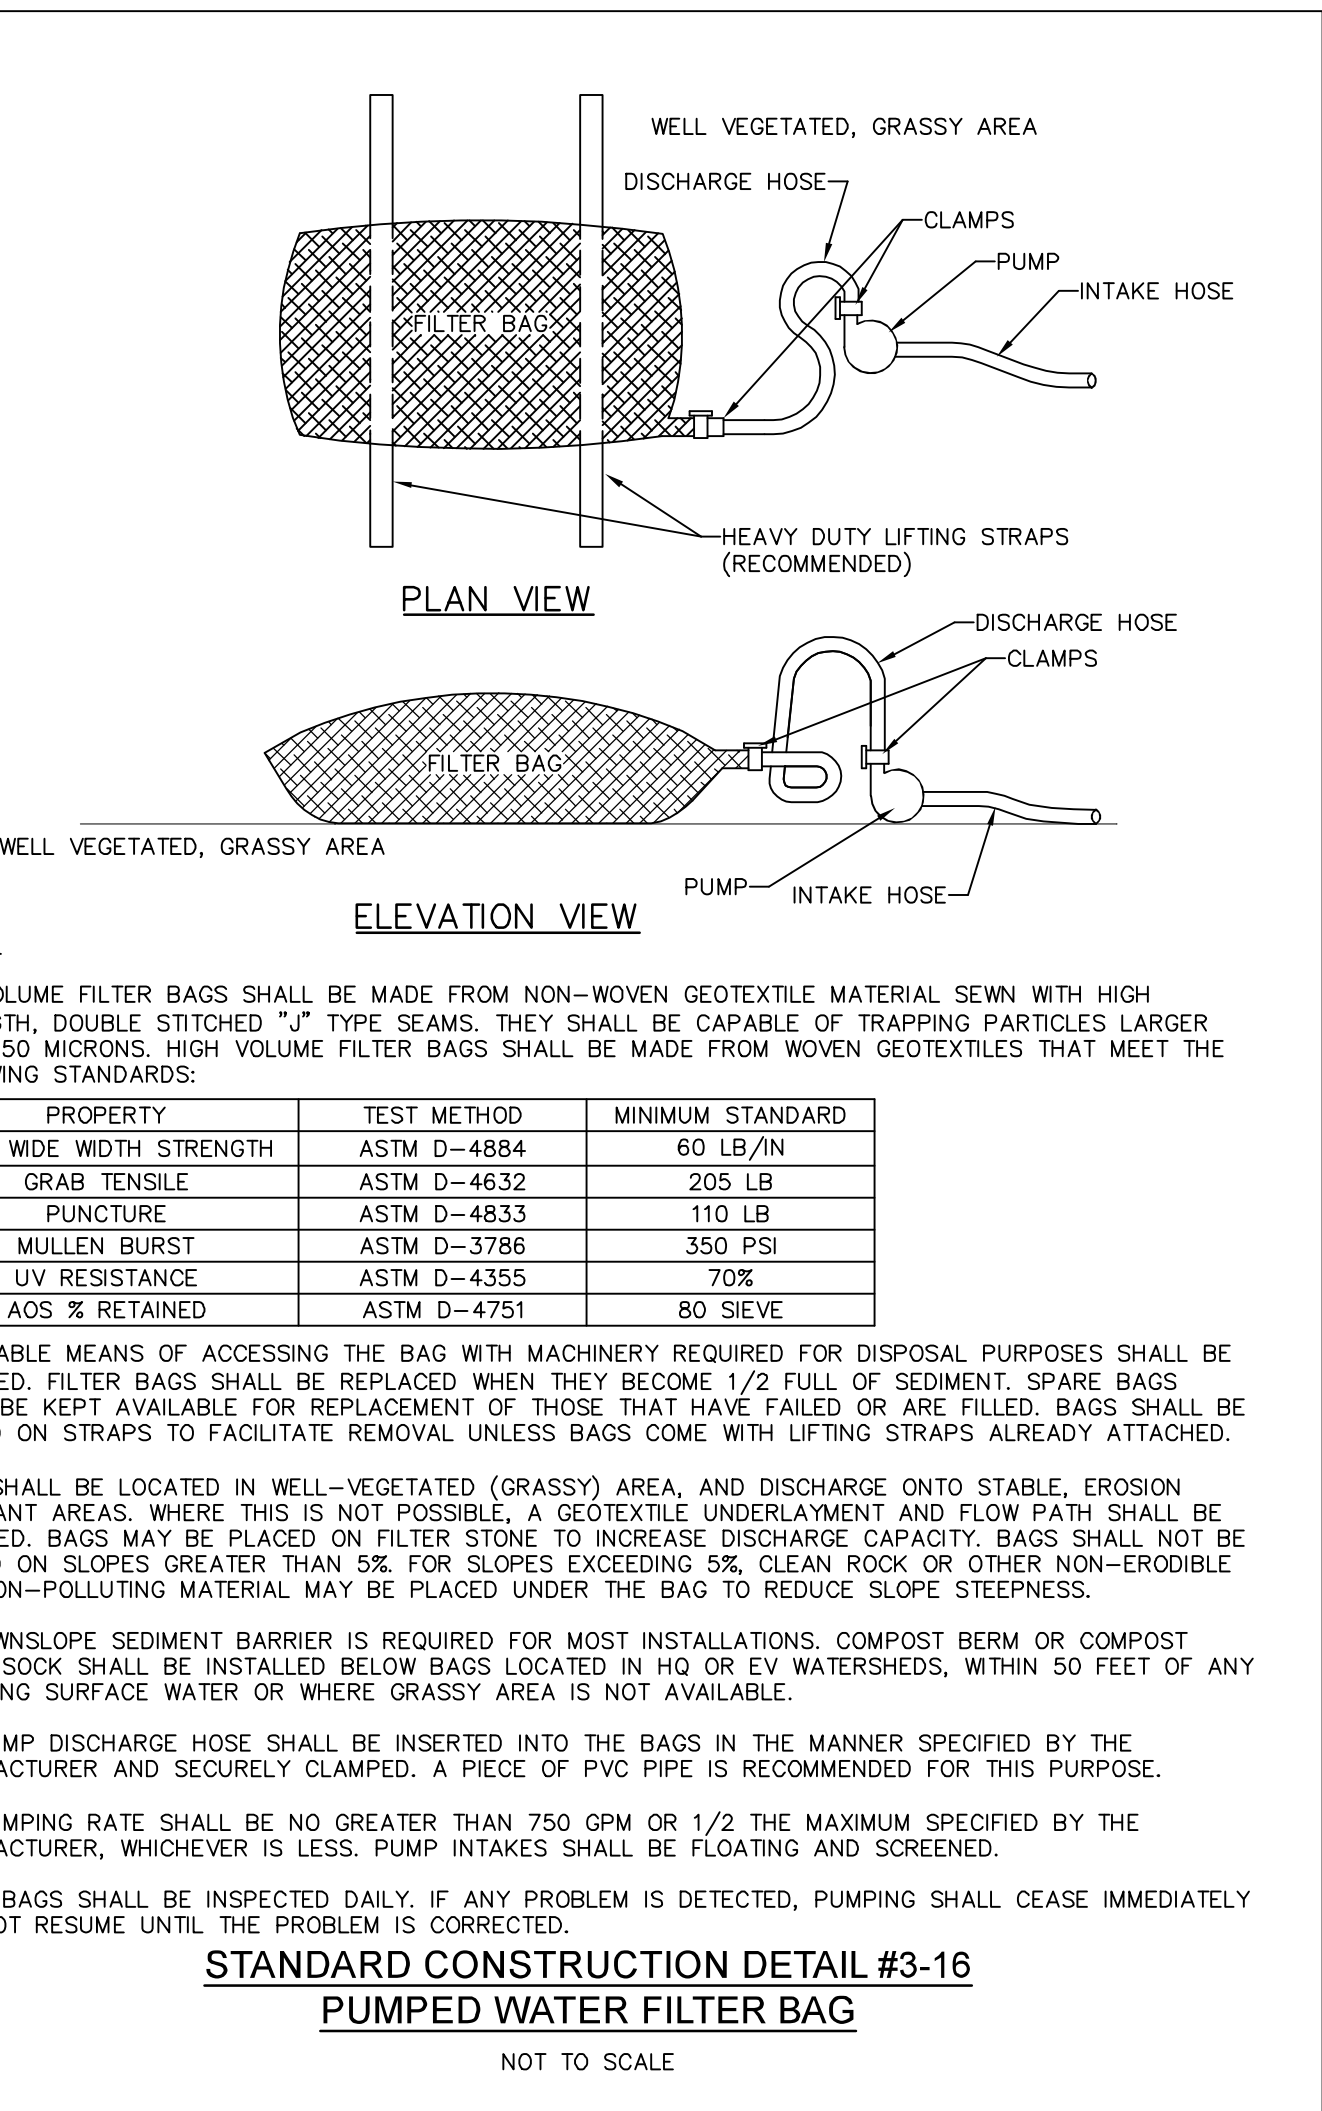 WELL VEGETATED, GRASSY AREA
DISCHARGE HOSE
CLAMPS
PUMP
INTAKE HOSE
FILTER BAG
HEAVY DUTY LIFTING STRAPS
(RECOMMENDED)
PLAN VIEW
DISCHARGE HOSE
CLAMPS
FILTER BAG
WELL VEGETATED, GRASSY AREA
PUMP
INTAKE HOSE
ELEVATION VIEW
OLUME FILTER BAGS SHALL BE MADE FROM NON-WOVEN GEOTEXTILE MATERIAL SEWN WITH HIGH
GTH, DOUBLE STITCHED "J" TYPE SEAMS. THEY SHALL BE CAPABLE OF TRAPPING PARTICLES LARGER
50 MICRONS. HIGH VOLUME FILTER BAGS SHALL BE MADE FROM WOVEN GEOTEXTILES THAT MEET THE
WING STANDARDS:
PROPERTY TEST METHOD MINIMUM STANDARD
WIDE WIDTH STRENGTH ASTM D-4884 60 LB/IN
GRAB TENSILE ASTM D-4632 205 LB
PUNCTURE ASTM D-4833 110 LB
MULLEN BURST ASTM D-3786 350 PSI
UV RESISTANCE ASTM D-4355 70%
AOS % RETAINED ASTM D-4751 80 SIEVE
ABLE MEANS OF ACCESSING THE BAG WITH MACHINERY REQUIRED FOR DISPOSAL PURPOSES SHALL BE
ED. FILTER BAGS SHALL BE REPLACED WHEN THEY BECOME 1/2 FULL OF SEDIMENT. SPARE BAGS
BE KEPT AVAILABLE FOR REPLACEMENT OF THOSE THAT HAVE FAILED OR ARE FILLED. BAGS SHALL BE
ON STRAPS TO FACILITATE REMOVAL UNLESS BAGS COME WITH LIFTING STRAPS ALREADY ATTACHED.
SHALL BE LOCATED IN WELL-VEGETATED (GRASSY) AREA, AND DISCHARGE ONTO STABLE, EROSION
ANT AREAS. WHERE THIS IS NOT POSSIBLE, A GEOTEXTILE UNDERLAYMENT AND FLOW PATH SHALL BE
ED. BAGS MAY BE PLACED ON FILTER STONE TO INCREASE DISCHARGE CAPACITY. BAGS SHALL NOT BE
ON SLOPES GREATER THAN 5%. FOR SLOPES EXCEEDING 5%, CLEAN ROCK OR OTHER NON-ERODIBLE
ON-POLLUTING MATERIAL MAY BE PLACED UNDER THE BAG TO REDUCE SLOPE STEEPNESS.
WNSLOPE SEDIMENT BARRIER IS REQUIRED FOR MOST INSTALLATIONS. COMPOST BERM OR COMPOST
SOCK SHALL BE INSTALLED BELOW BAGS LOCATED IN HQ OR EV WATERSHEDS, WITHIN 50 FEET OF ANY
NG SURFACE WATER OR WHERE GRASSY AREA IS NOT AVAILABLE.
MP DISCHARGE HOSE SHALL BE INSERTED INTO THE BAGS IN THE MANNER SPECIFIED BY THE
ACTURER AND SECURELY CLAMPED. A PIECE OF PVC PIPE IS RECOMMENDED FOR THIS PURPOSE.
MPING RATE SHALL BE NO GREATER THAN 750 GPM OR 1/2 THE MAXIMUM SPECIFIED BY THE
ACTURER, WHICHEVER IS LESS. PUMP INTAKES SHALL BE FLOATING AND SCREENED.
BAGS SHALL BE INSPECTED DAILY. IF ANY PROBLEM IS DETECTED, PUMPING SHALL CEASE IMMEDIATELY
OT RESUME UNTIL THE PROBLEM IS CORRECTED.
STANDARD CONSTRUCTION DETAIL #3-16
PUMPED WATER FILTER BAG
NOT TO SCALE